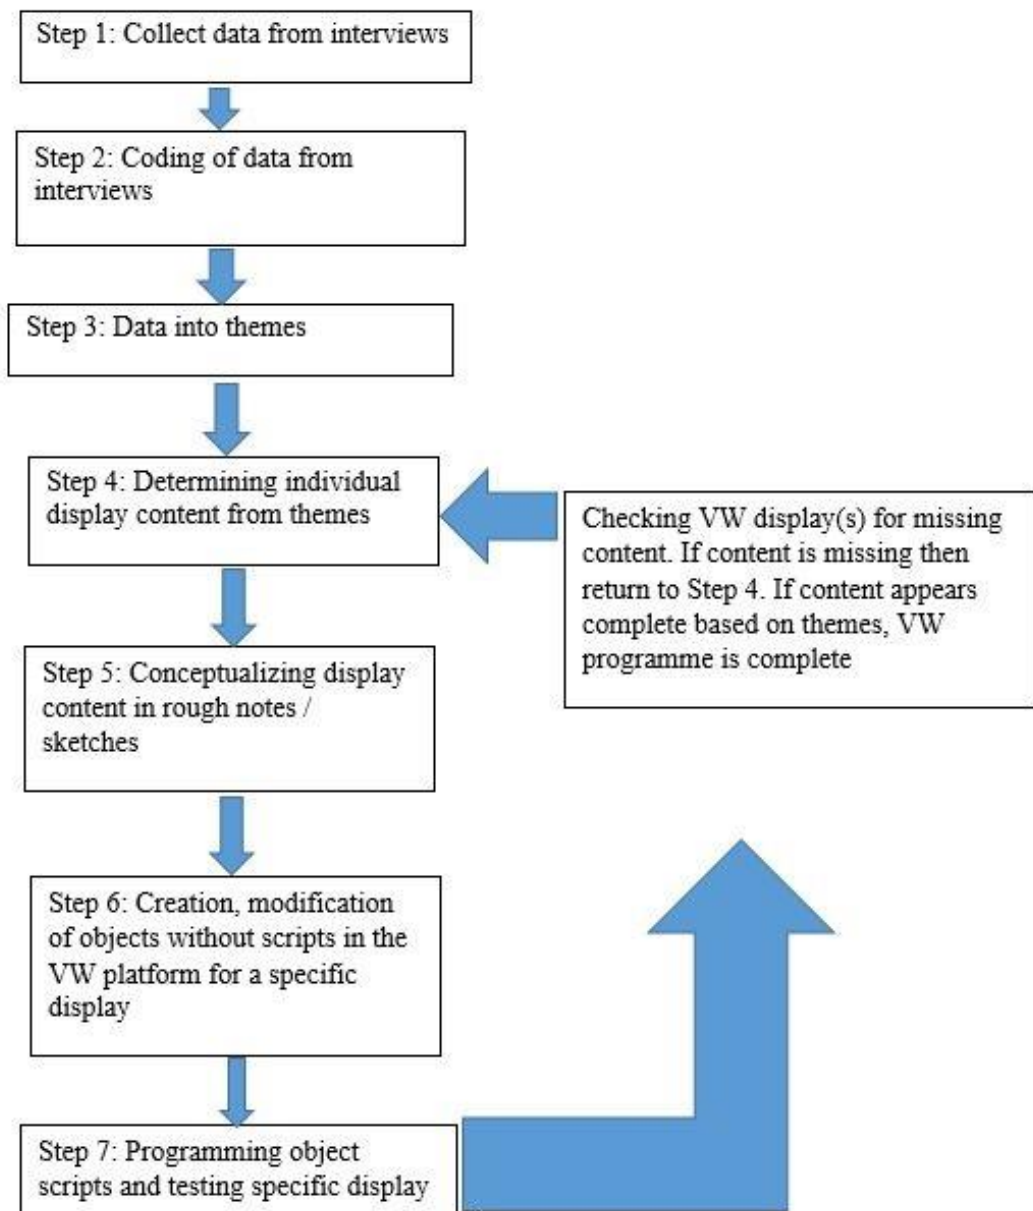 Step 1: Collect data from interviews
Step 2: Coding of data from
interviews
Step 3: Data into themes
Step 4: Determining individual
display content from themes
Checking VW display(s) for missing
content. If content is missing then
return to Step 4. If content appears
complete based on themes, VW
programme is complete
Step 5: Conceptualizing display
content in rough notes /
sketches
Step 6: Creation, modification
of objects without scripts in the
VW platform for a specific
display
Step 7: Programming object
scripts and testing specific display